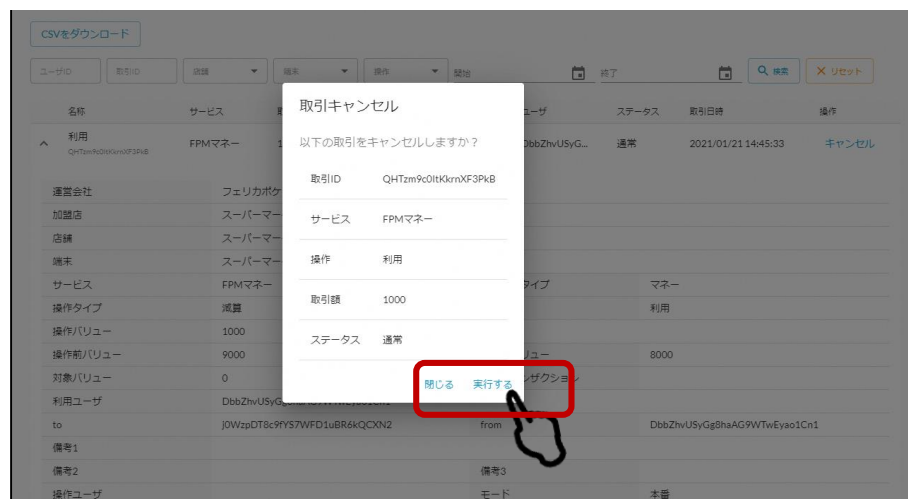 CSVをダウンロード
ユーザID 取引ID 店舗 端末 操作 開始 終了 検索 リセット
名称 サービス ユーザ ステータス 取引日時 操作
利用 FPMマネー 1 DbbZhvUSyG... 通常 2021/01/21 14:45:33 キャンセル
QHTzm9c0ItKkrnXF3PkB
取引キャンセル
以下の取引をキャンセルしますか?
取引ID QHTzm9c0ItKkrnXF3PkB
サービス FPMマネー
操作 利用
取引額 1000
ステータス 通常
閉じる 実行する
運営会社 フェリカポケ
加盟店 スーパーマー
店舗 スーパーマー
端末 スーパーマー
サービス FPMマネー タイプ マネー
操作タイプ 減算 利用
操作バリュー 1000
操作前バリュー 9000 リュー 8000
対象バリュー 0 ンザクション
利用ユーザ
to J0WzpDT8c9fYS7WFD1uBR6kQCXN2 from DbbZhvUSyGg8haAG9WTwEyao1Cn1
備考1
備考2 備考3
操作ユーザ モード 本番